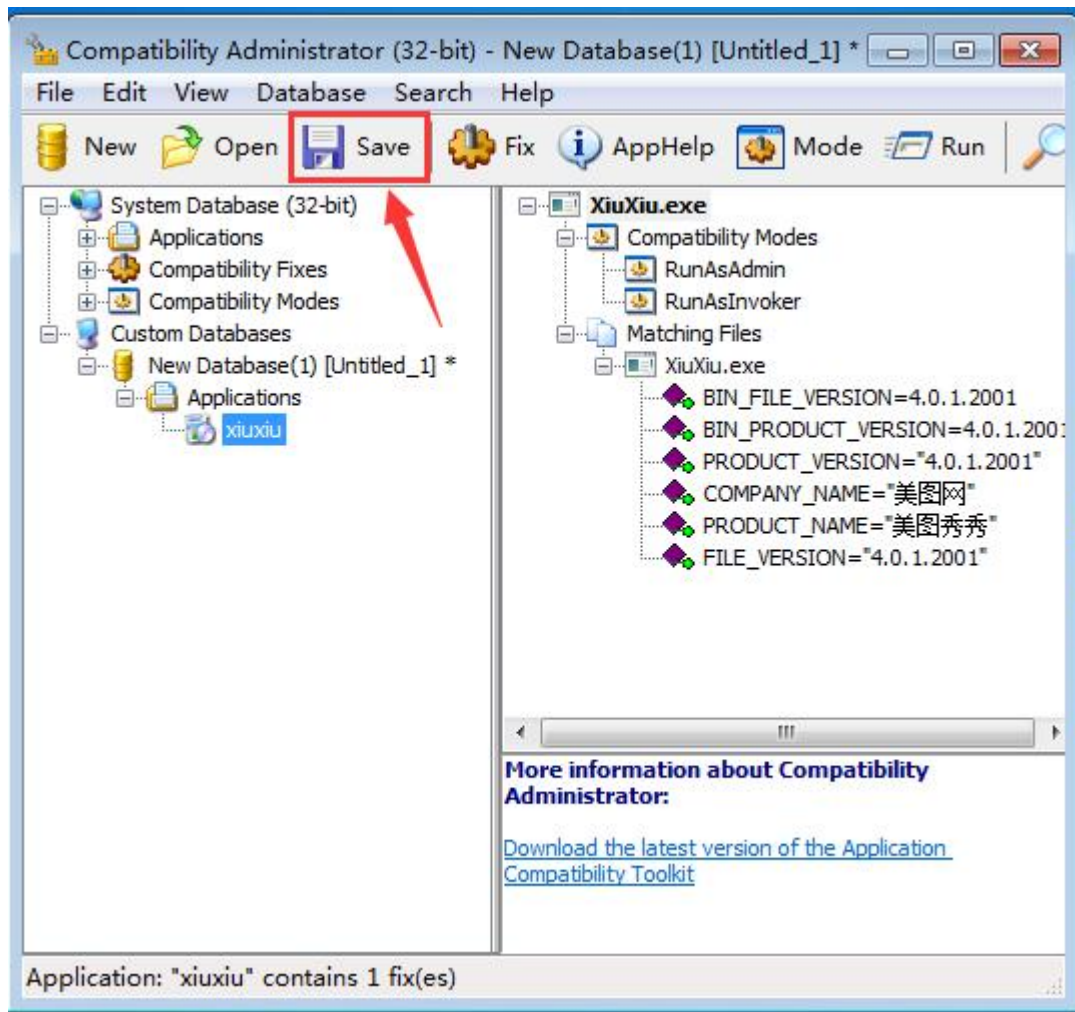 Compatibility Administrator (32-bit) - New Database(1) [Untitled_1] *
File Edit View Database Search Help
New Open Save Fix AppHelp Mode Run
System Database (32-bit)
Applications
Compatibility Fixes
Compatibility Modes
Custom Databases
New Database(1) [Untitled_1] *
Applications
xiuxiu
XiuXiu.exe
Compatibility Modes
RunAsAdmin
RunAsInvoker
Matching Files
XiuXiu.exe
BIN_FILE_VERSION=4.0.1.2001
BIN_PRODUCT_VERSION=4.0.1.2001
PRODUCT_VERSION="4.0.1.2001"
COMPANY_NAME="美图网"
PRODUCT_NAME="美图秀秀"
FILE_VERSION="4.0.1.2001"
More information about Compatibility
Administrator:
Download the latest version of the Application
Compatibility Toolkit
Application: "xiuxiu" contains 1 fix(es)